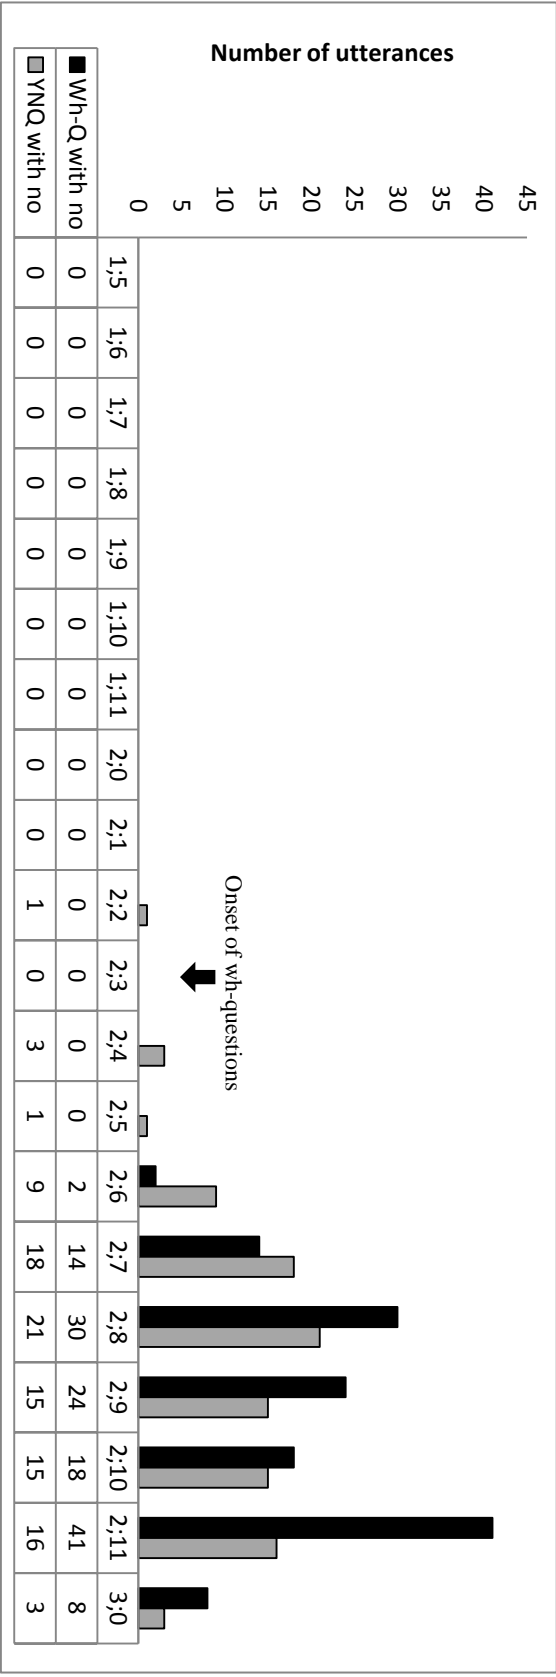 Number of utterances
45
40
35
30
25
20
15
10
5
0
Onset of wh-questions
1;5 1;6 1;7 1;8 1;9 1;10 1;11 2;0 2;1 2;2 2;3 2;4 2;5 2;6 2;7 2;8 2;9 2;10 2;11 3;0
Wh-Q with no 0 0 0 0 0 0 0 0 0 0 0 0 0 2 14 30 24 18 41 8
YNQ with no 0 0 0 0 0 0 0 0 0 1 0 3 1 9 18 21 15 15 16 3